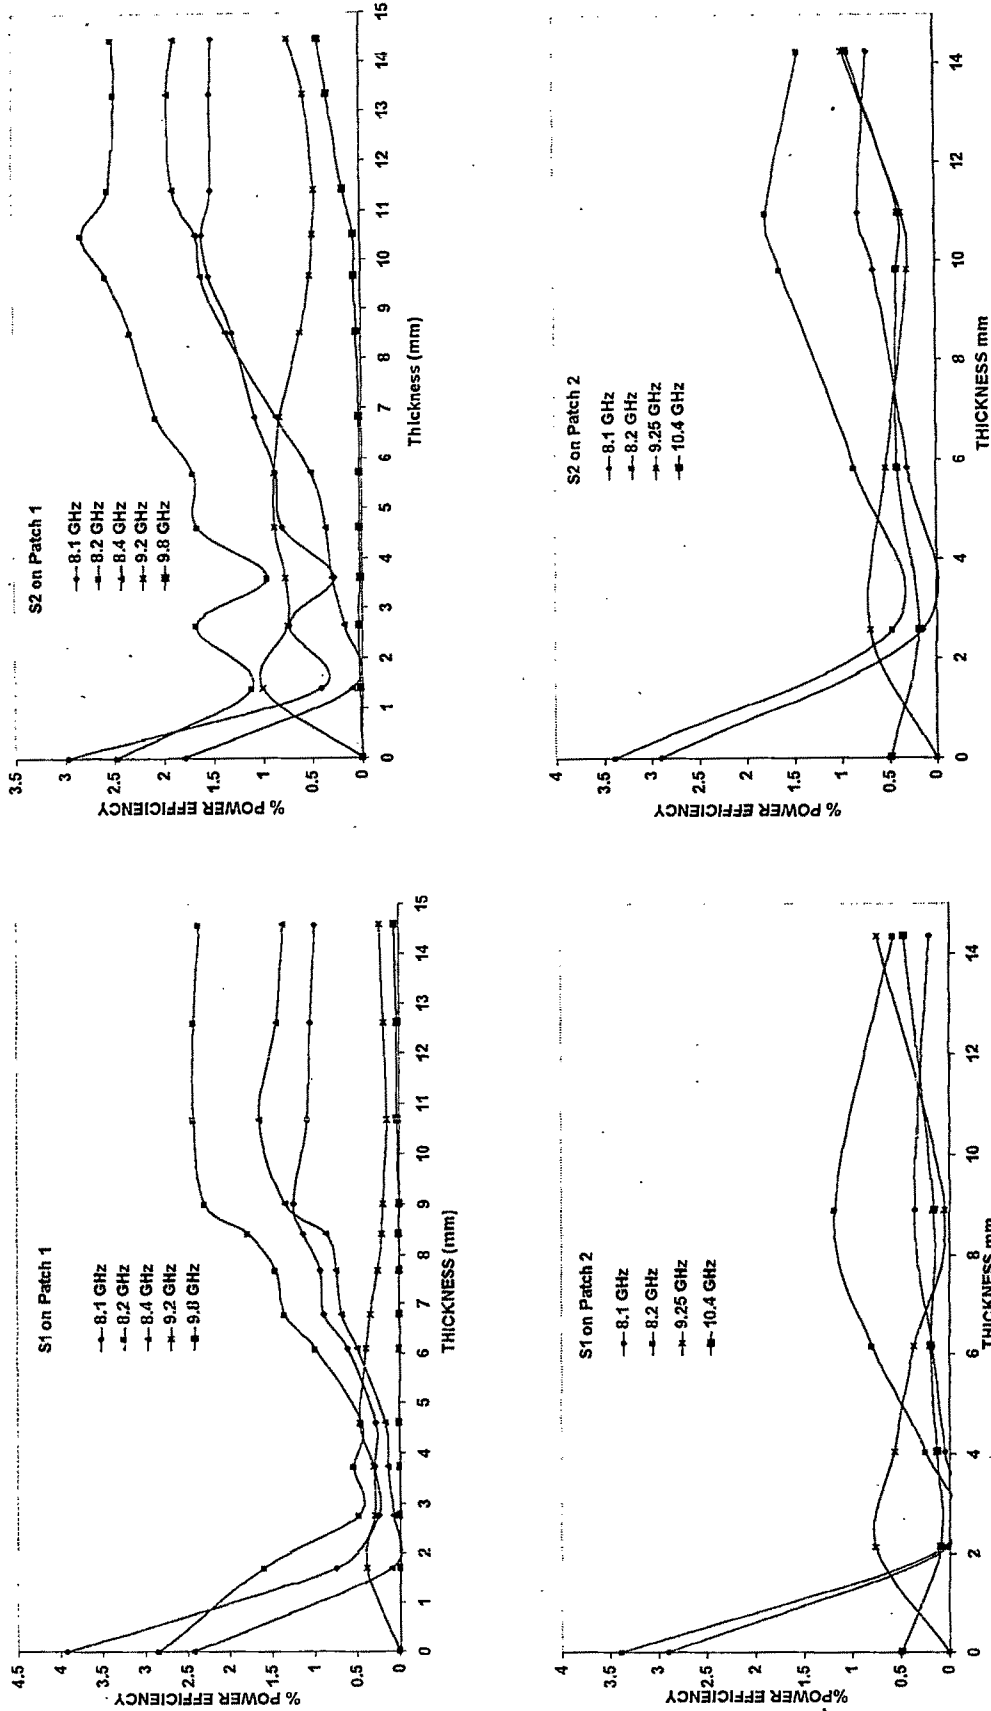 S1 on Patch 1
8.1 GHz
8.2 GHz
8.4 GHz
9.2 GHz
9.8 GHz
% POWER EFFICIENCY
4.5
4
3.5
3
2.5
2
1.5
1
0.5
0
0 1 2 3 4 5 6 7 8 9 10 11 12 13 14 15
THICKNESS (mm)
S2 on Patch 1
8.1 GHz
8.2 GHz
8.4 GHz
9.2 GHz
9.8 GHz
% POWER EFFICIENCY
3.5
3
2.5
2
1.5
1
0.5
0
0 1 2 3 4 5 6 7 8 9 10 11 12 13 14 15
Thickness (mm)
S1 on Patch 2
8.1 GHz
8.2 GHz
9.25 GHz
10.4 GHz
%POWER EFFICIENCY
4
3.5
3
2.5
2
1.5
1
0.5
0
0 2 4 6 8 10 12 14
THICKNESS mm
S2 on Patch 2
8.1 GHz
8.2 GHz
9.25 GHz
10.4 GHz
% POWER EFFICIENCY
4
3.5
3
2.5
2
1.5
1
0.5
0
0 2 4 6 8 10 12 14
THICKNESS mm